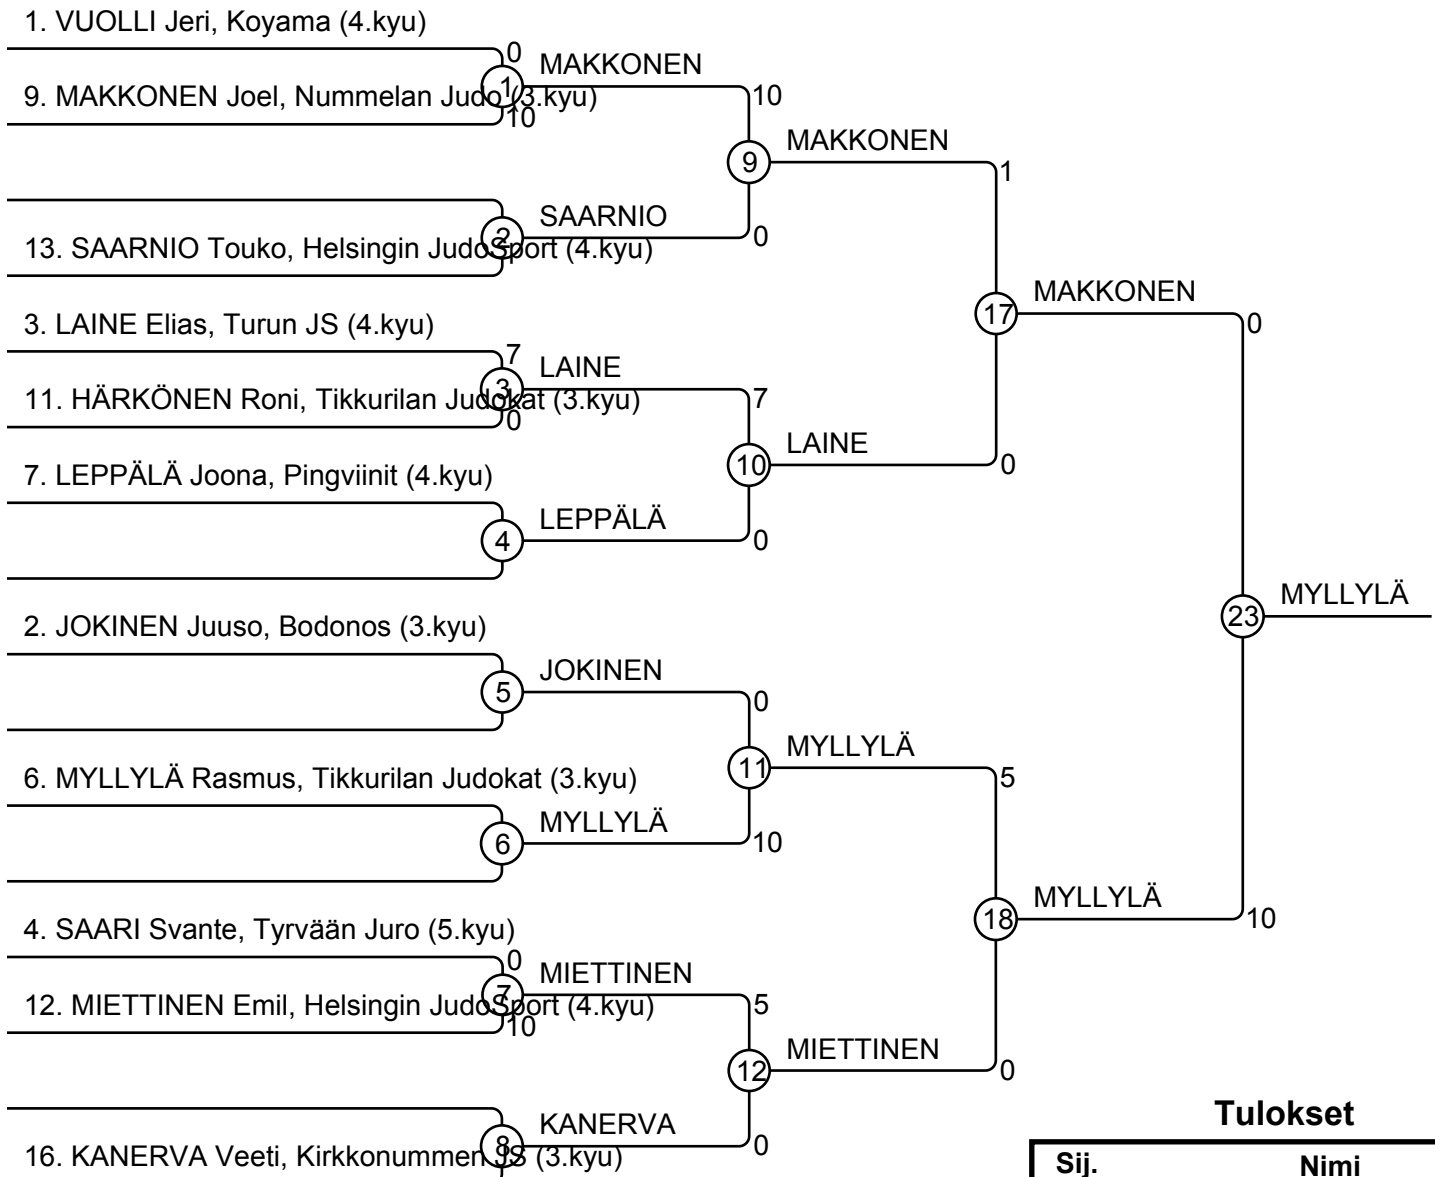 1. VUOLLI Jeri, Koyama (4.kyu)
0
1
MAKKONEN
9. MAKKONEN Joel, Nummelan Judo (3.kyu)
10
10
9
MAKKONEN
1
2
SAARNIO
0
13. SAARNIO Touko, Helsingin JudoSport (4.kyu)
17
MAKKONEN
0
3. LAINE Elias, Turun JS (4.kyu)
7
3
LAINE
11. HÄRKÖNEN Roni, Tikkurilan Judokat (3.kyu)
0
7
10
LAINE
0
7. LEPPÄLÄ Joona, Pingviinit (4.kyu)
4
LEPPÄLÄ
0
23
MYLLYLÄ
2. JOKINEN Juuso, Bodonos (3.kyu)
5
JOKINEN
0
11
MYLLYLÄ
5
6. MYLLYLÄ Rasmus, Tikkurilan Judokat (3.kyu)
6
MYLLYLÄ
10
18
MYLLYLÄ
10
4. SAARI Svante, Tyrvään Juro (5.kyu)
0
7
MIETTINEN
12. MIETTINEN Emil, Helsingin JudoSport (4.kyu)
10
5
12
MIETTINEN
0
8
KANERVA
0
16. KANERVA Veeti, Kirkkonummen JS (3.kyu)
Tulokset
Sij. Nimi